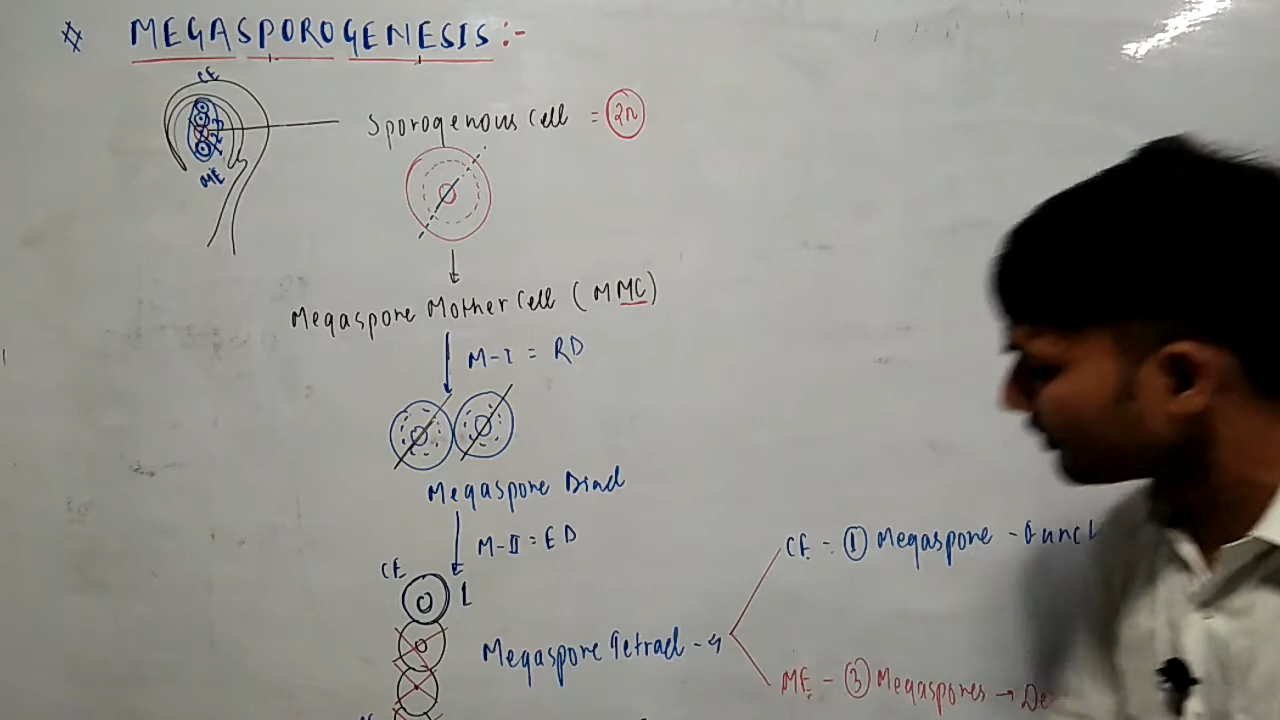 MEGASPOROGENESIS:-
CE
Sporogenous Cell = 2n
ME
Megaspore Mother Cell (MMC)
M-I = RD
Megaspore Diad
M-II = ED
CE
CE - 1 Megaspore - Funct
Megaspore Tetrad - 4
ME - 3 Megaspores → De